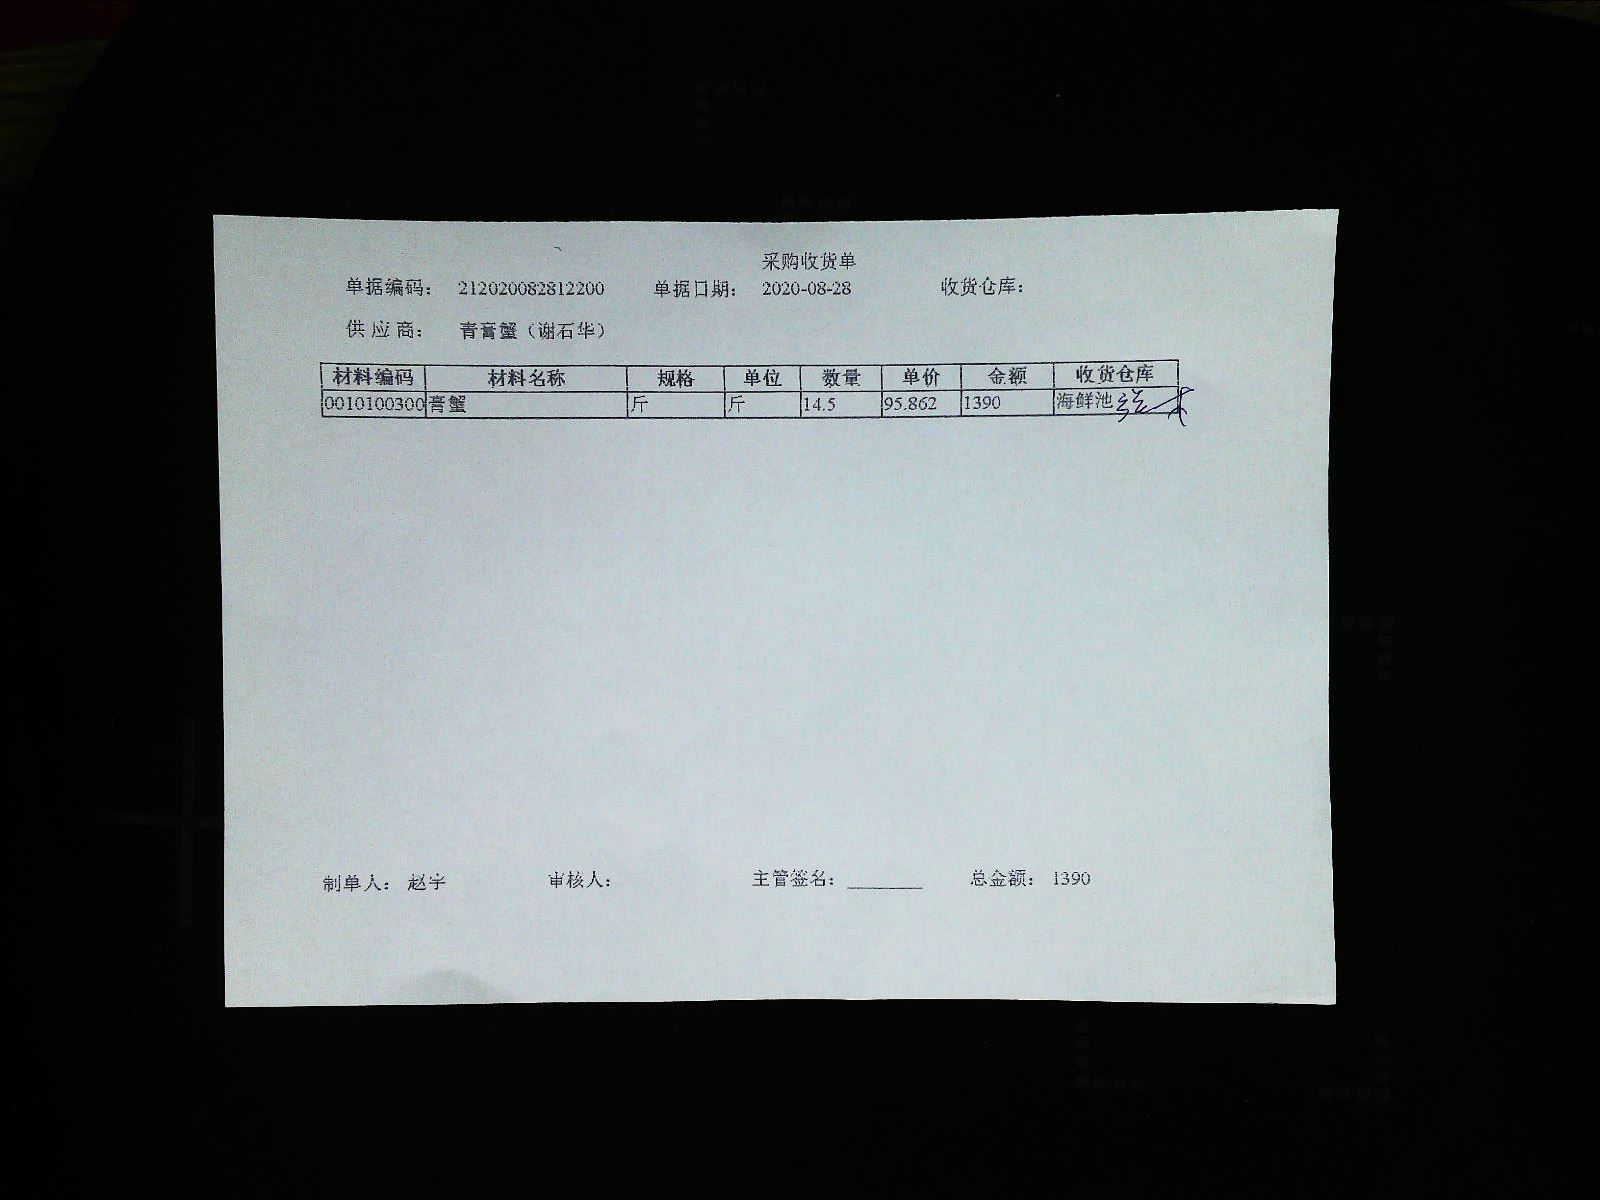 采购收货单
单据编码: 212020082812200 单据日期: 2020-08-28 收货仓库:
供应商: 青膏蟹（谢石华）
材料编码 材料名称 规格 单位 数量 单价 金额 收货仓库
0010100300 膏蟹 斤 斤 14.5 95.862 1390 海鲜池
制单人: 赵宇 审核人: 主管签名: ________ 总金额: 1390